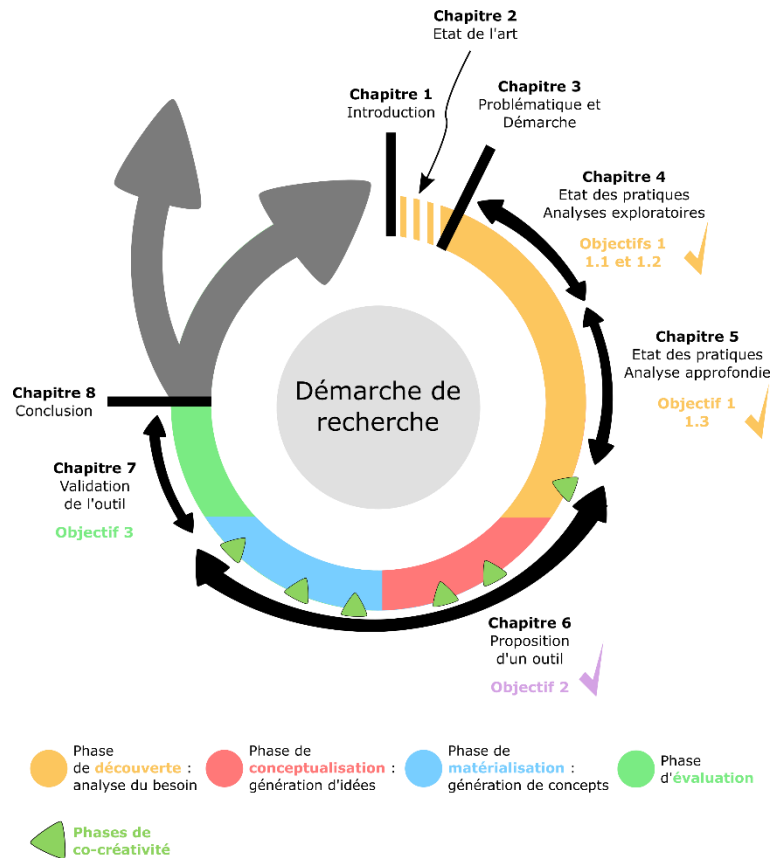 Chapitre 2
Etat de l'art
Chapitre 1
Introduction
Chapitre 3
Problématique et
Démarche
Chapitre 4
Etat des pratiques
Analyses exploratoires
Objectifs 1
1.1 et 1.2
Chapitre 5
Etat des pratiques
Analyse approfondie
Objectif 1
1.3
Démarche de
recherche
Chapitre 8
Conclusion
Chapitre 7
Validation
de l'outil
Objectif 3
Chapitre 6
Proposition
d'un outil
Objectif 2
Phase
de découverte :
analyse du besoin
Phase de
conceptualisation :
génération d'idées
Phase de
matérialisation :
génération de concepts
Phase
d'évaluation
Phases de
co-créativité